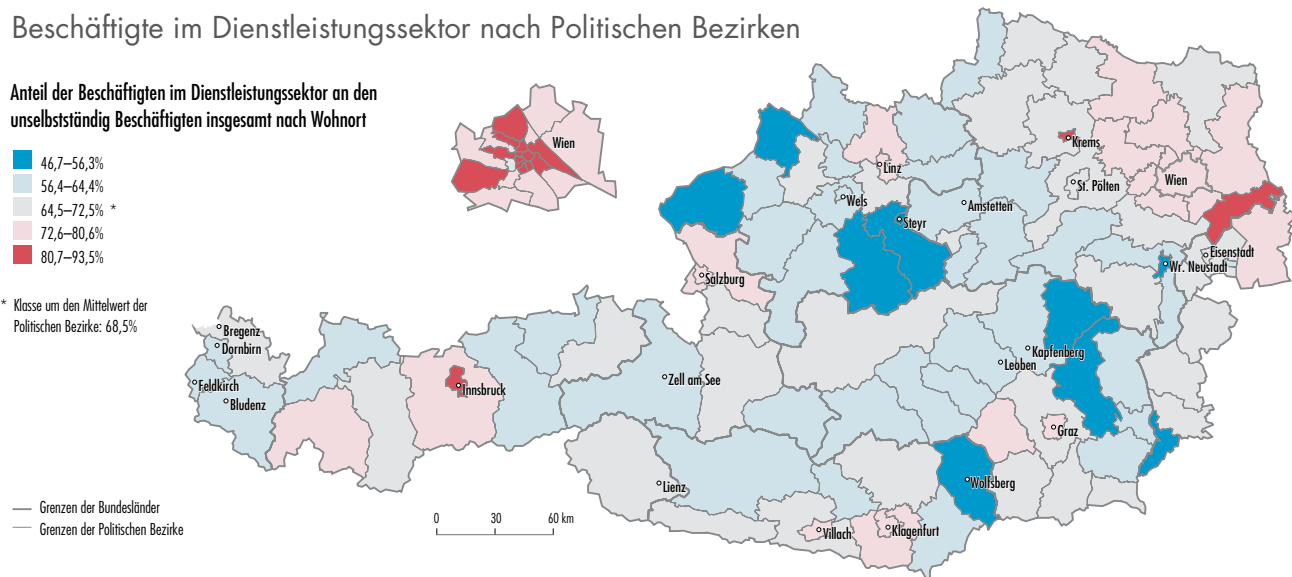 Beschäftigte im Dienstleistungssektor nach Politischen Bezirken
Anteil der Beschäftigten im Dienstleistungssektor an den
unselbstständig Beschäftigten insgesamt nach Wohnort
46,7–56,3%
56,4–64,4%
64,5–72,5% *
72,6–80,6%
80,7–93,5%
* Klasse um den Mittelwert der
Politischen Bezirke: 68,5%
Wien
Krems
Linz
St. Pölten
Wien
Wels
Amstetten
Steyr
Eisenstadt
Wr. Neustadt
Salzburg
Bregenz
Dornbirn
Kapfenberg
Leoben
Zell am See
Feldkirch
Innsbruck
Bludenz
Graz
Lienz
Wolfsberg
Villach
Klagenfurt
Grenzen der Bundesländer
Grenzen der Politischen Bezirke
0 30 60 km